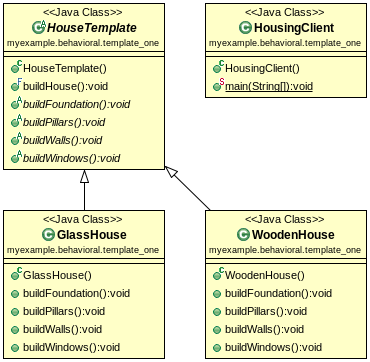 <<Java Class>>
HouseTemplate
myexample.behavioral.template_one
HouseTemplate()
buildHouse():void
buildFoundation():void
buildPillars():void
buildWalls():void
buildWindows():void
<<Java Class>>
HousingClient
myexample.behavioral.template_one
HousingClient()
main(String[]):void
<<Java Class>>
GlassHouse
myexample.behavioral.template_one
GlassHouse()
buildFoundation():void
buildPillars():void
buildWalls():void
buildWindows():void
<<Java Class>>
WoodenHouse
myexample.behavioral.template_one
WoodenHouse()
buildFoundation():void
buildPillars():void
buildWalls():void
buildWindows():void